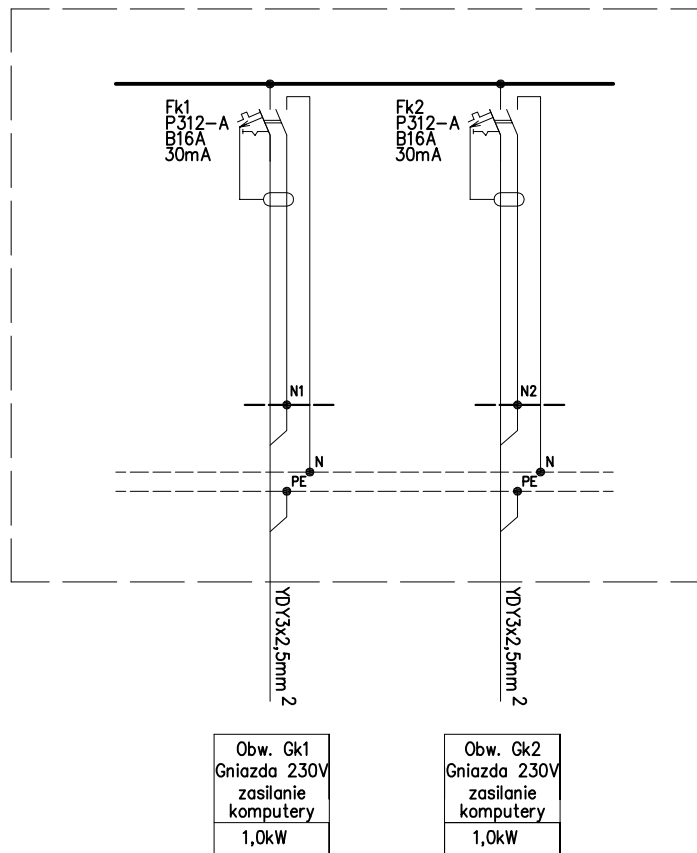 Fk1
P312-A
B16A
30mA
Fk2
P312-A
B16A
30mA
N1
N2
N
N
PE
PE
YDY3x2,5mm 2
YDY3x2,5mm 2
Obw. Gk1
Gniazda 230V
zasilanie
komputery
1,0kW
Obw. Gk2
Gniazda 230V
zasilanie
komputery
1,0kW